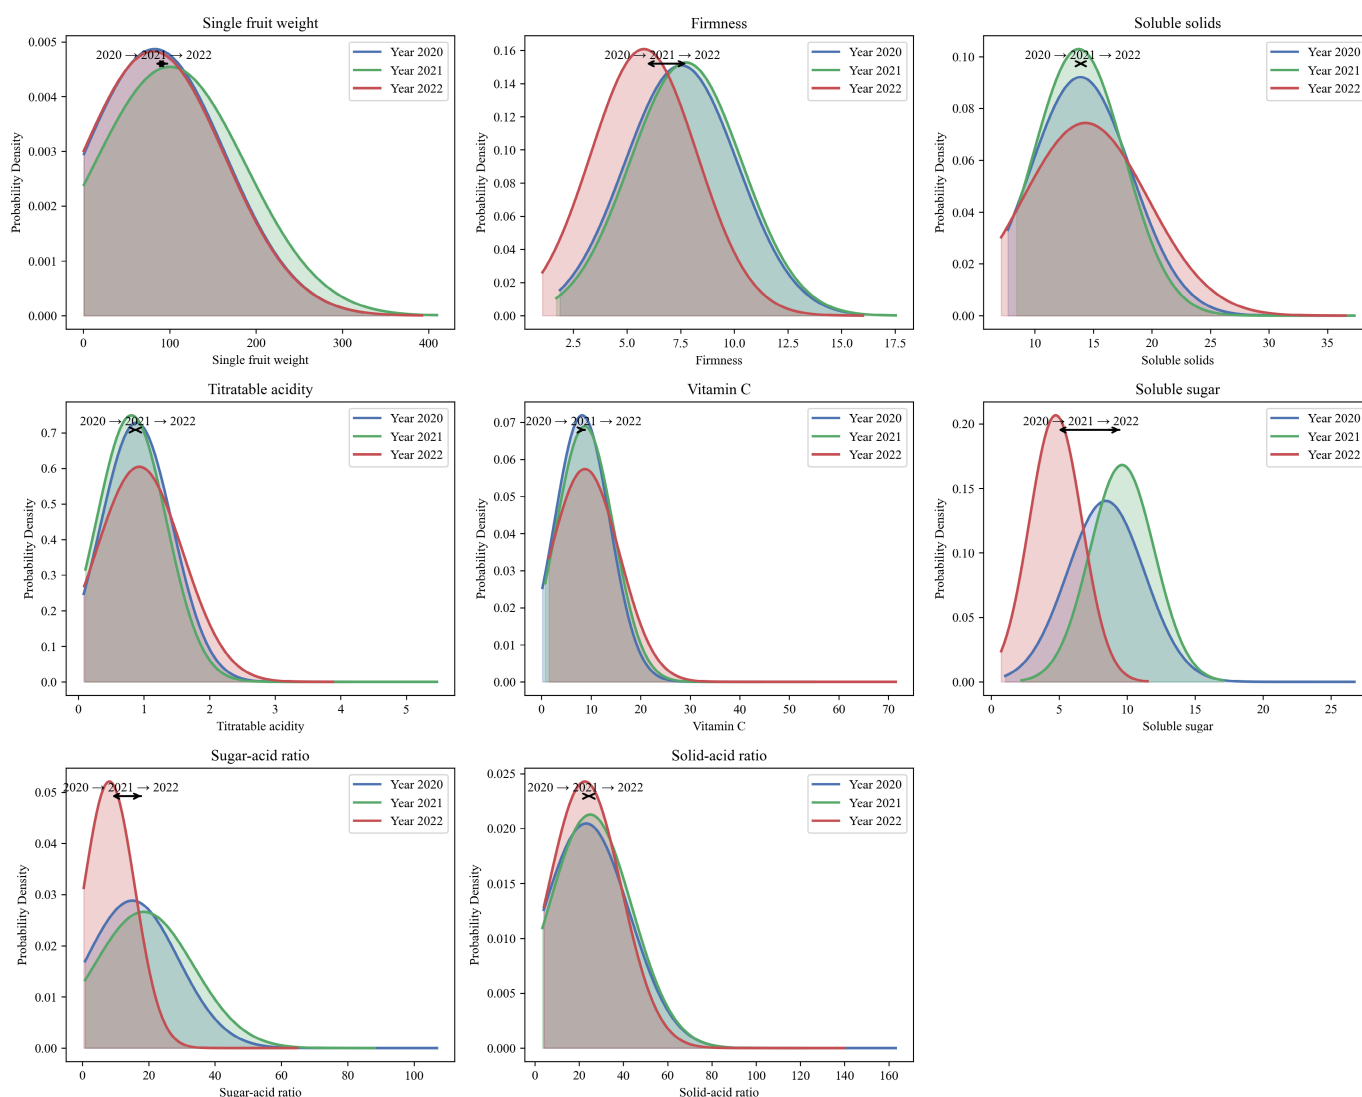 Single fruit weight
2020 → 2021 → 2022
Year 2020
Year 2021
Year 2022
Probability Density
0.005
0.004
0.003
0.002
0.001
0.000
0 100 200 300 400
Single fruit weight
Firmness
2020 → 2021 → 2022
Year 2020
Year 2021
Year 2022
Probability Density
0.16
0.14
0.12
0.10
0.08
0.06
0.04
0.02
0.00
2.5 5.0 7.5 10.0 12.5 15.0 17.5
Firmness
Soluble solids
2020 → 2021 → 2022
Year 2020
Year 2021
Year 2022
Probability Density
0.10
0.08
0.06
0.04
0.02
0.00
10 15 20 25 30 35
Soluble solids
Titratable acidity
2020 → 2021 → 2022
Year 2020
Year 2021
Year 2022
Probability Density
0.7
0.6
0.5
0.4
0.3
0.2
0.1
0.0
0 1 2 3 4 5
Titratable acidity
Vitamin C
2020 → 2021 → 2022
Year 2020
Year 2021
Year 2022
Probability Density
0.07
0.06
0.05
0.04
0.03
0.02
0.01
0.00
0 10 20 30 40 50 60 70
Vitamin C
Soluble sugar
2020 → 2021 → 2022
Year 2020
Year 2021
Year 2022
Probability Density
0.20
0.15
0.10
0.05
0.00
0 5 10 15 20 25
Soluble sugar
Sugar-acid ratio
2020 → 2021 → 2022
Year 2020
Year 2021
Year 2022
Probability Density
0.05
0.04
0.03
0.02
0.01
0.00
0 20 40 60 80 100
Sugar-acid ratio
Solid-acid ratio
2020 → 2021 → 2022
Year 2020
Year 2021
Year 2022
Probability Density
0.025
0.020
0.015
0.010
0.005
0.000
0 20 40 60 80 100 120 140 160
Solid-acid ratio